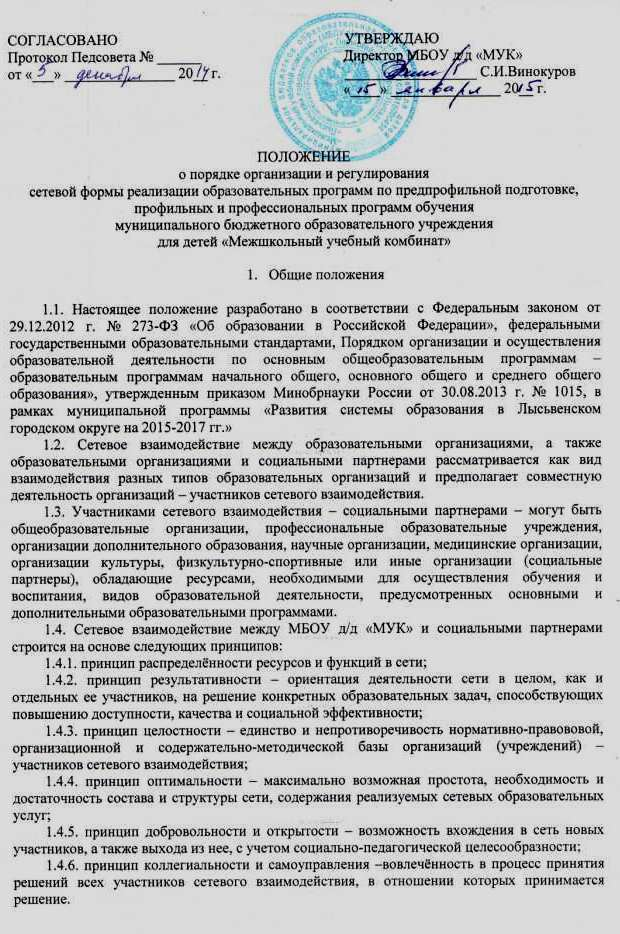 СОГЛАСОВАНО
Протокол Педсовета № _______
от «5» декабря 2014 г.
УТВЕРЖДАЮ
Директор МБОУ д/д «МУК»
С.И.Винокуров
«15» января 2015 г.
ПОЛОЖЕНИЕ
о порядке организации и регулирования
сетевой формы реализации образовательных программ по предпрофильной подготовке,
профильных и профессиональных программ обучения
муниципального бюджетного образовательного учреждения
для детей «Межшкольный учебный комбинат»
1. Общие положения
1.1. Настоящее положение разработано в соответствии с Федеральным законом от
29.12.2012 г. № 273-ФЗ «Об образовании в Российской Федерации», федеральными
государственными образовательными стандартами, Порядком организации и осуществления
образовательной деятельности по основным общеобразовательным программам –
образовательным программам начального общего, основного общего и среднего общего
образования», утвержденным приказом Минобрнауки России от 30.08.2013 г. № 1015, в
рамках муниципальной программы «Развития системы образования в Лысьвенском
городском округе на 2015-2017 гг.»
1.2. Сетевое взаимодействие между образовательными организациями, а также
образовательными организациями и социальными партнерами рассматривается как вид
взаимодействия разных типов образовательных организаций и предполагает совместную
деятельность организаций – участников сетевого взаимодействия.
1.3. Участниками сетевого взаимодействия – социальными партнерами – могут быть
общеобразовательные организации, профессиональные образовательные учреждения,
организации дополнительного образования, научные организации, медицинские организации,
организации культуры, физкультурно-спортивные или иные организации (социальные
партнеры), обладающие ресурсами, необходимыми для осуществления обучения и
воспитания, видов образовательной деятельности, предусмотренных основными и
дополнительными образовательными программами.
1.4. Сетевое взаимодействие между МБОУ д/д «МУК» и социальными партнерами
строится на основе следующих принципов:
1.4.1. принцип распределённости ресурсов и функций в сети;
1.4.2. принцип результативности – ориентация деятельности сети в целом, как и
отдельных ее участников, на решение конкретных образовательных задач, способствующих
повышению доступности, качества и социальной эффективности;
1.4.3. принцип целостности – единство и непротиворечивость нормативно-правововой,
организационной и содержательно-методической базы организаций (учреждений) –
участников сетевого взаимодействия;
1.4.4. принцип оптимальности – максимально возможная простота, необходимость и
достаточность состава и структуры сети, содержания реализуемых сетевых образовательных
услуг;
1.4.5. принцип добровольности и открытости – возможность вхождения в сеть новых
участников, а также выхода из нее, с учетом социально-педагогической целесообразности;
1.4.6. принцип коллегиальности и самоуправления –вовлечённость в процесс принятия
решений всех участников сетевого взаимодействия, в отношении которых принимается
решение.